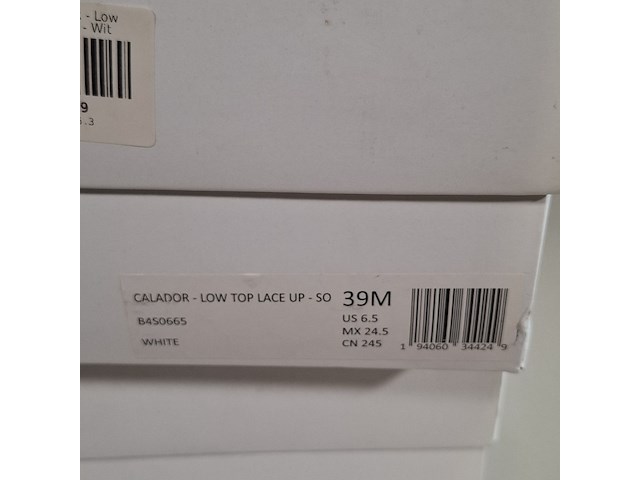 - Low
- Wit
9
.3
CALADOR - LOW TOP LACE UP - SO 39M
B4S0665 US 6.5
MX 24.5
WHITE CN 245
1 94060 34424 9